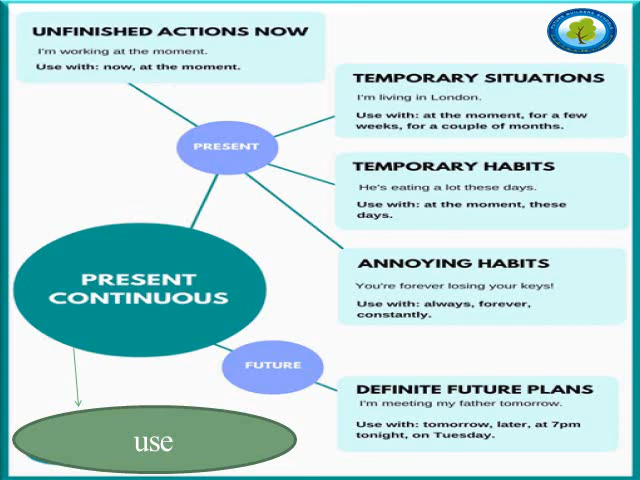 UNFINISHED ACTIONS NOW
I'm working at the moment.
Use with: now, at the moment.
TEMPORARY SITUATIONS
I'm living in London.
Use with: at the moment, for a few
weeks, for a couple of months.
PRESENT
TEMPORARY HABITS
He's eating a lot these days.
Use with: at the moment, these
days.
ANNOYING HABITS
You're forever losing your keys!
Use with: always, forever,
constantly.
PRESENT
CONTINUOUS
FUTURE
DEFINITE FUTURE PLANS
I'm meeting my father tomorrow.
Use with: tomorrow, later, at 7pm
tonight, on Tuesday.
use